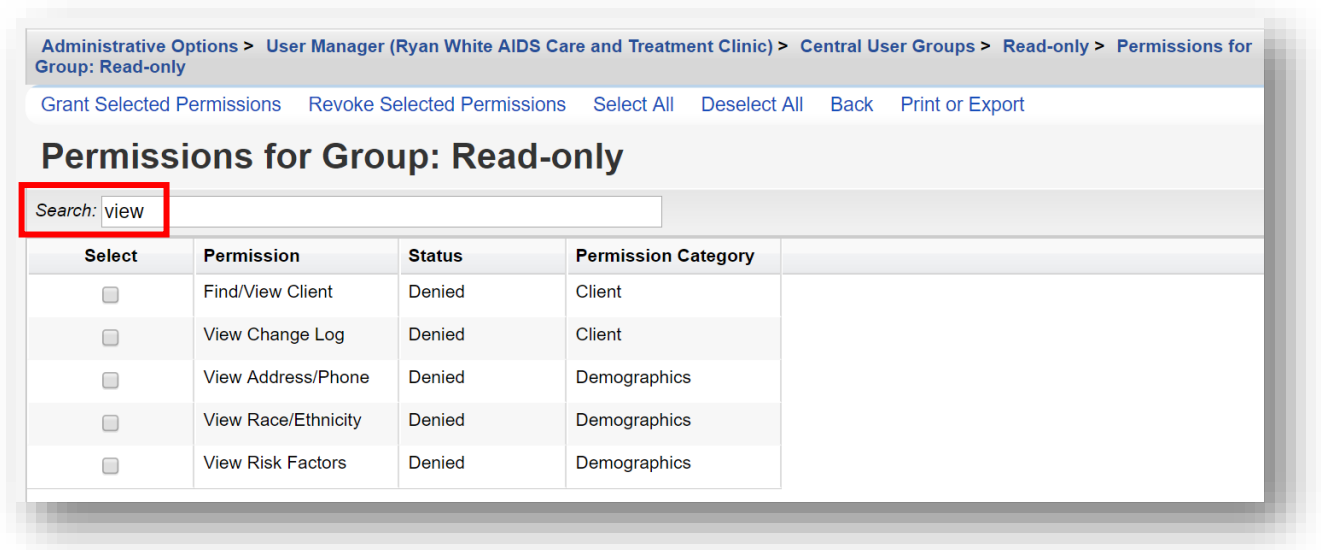 Administrative Options > User Manager (Ryan White AIDS Care and Treatment Clinic) > Central User Groups > Read-only > Permissions for
Group: Read-only
Grant Selected Permissions Revoke Selected Permissions Select All Deselect All Back Print or Export
Permissions for Group: Read-only
Search: view
Select Permission Status Permission Category
Find/View Client Denied Client
View Change Log Denied Client
View Address/Phone Denied Demographics
View Race/Ethnicity Denied Demographics
View Risk Factors Denied Demographics